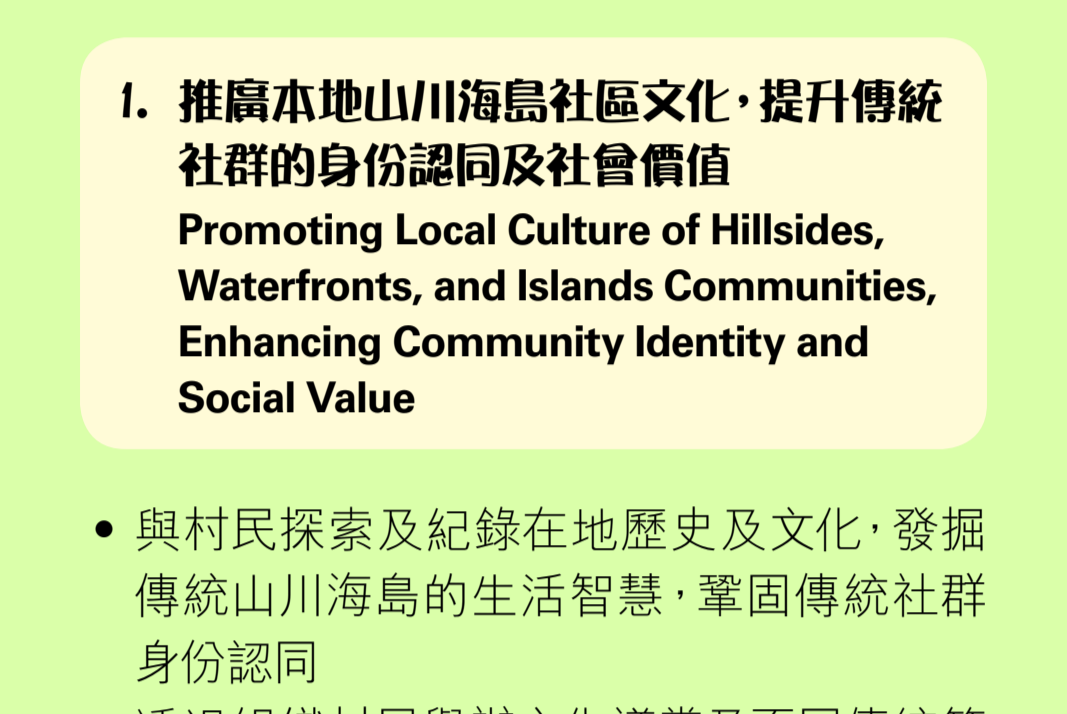 1. 推廣本地山川海島社區文化，提升傳統
社群的身份認同及社會價值
Promoting Local Culture of Hillsides,
Waterfronts, and Islands Communities,
Enhancing Community Identity and
Social Value
• 與村民探索及紀錄在地歷史及文化，發掘
傳統山川海島的生活智慧，鞏固傳統社群
身份認同